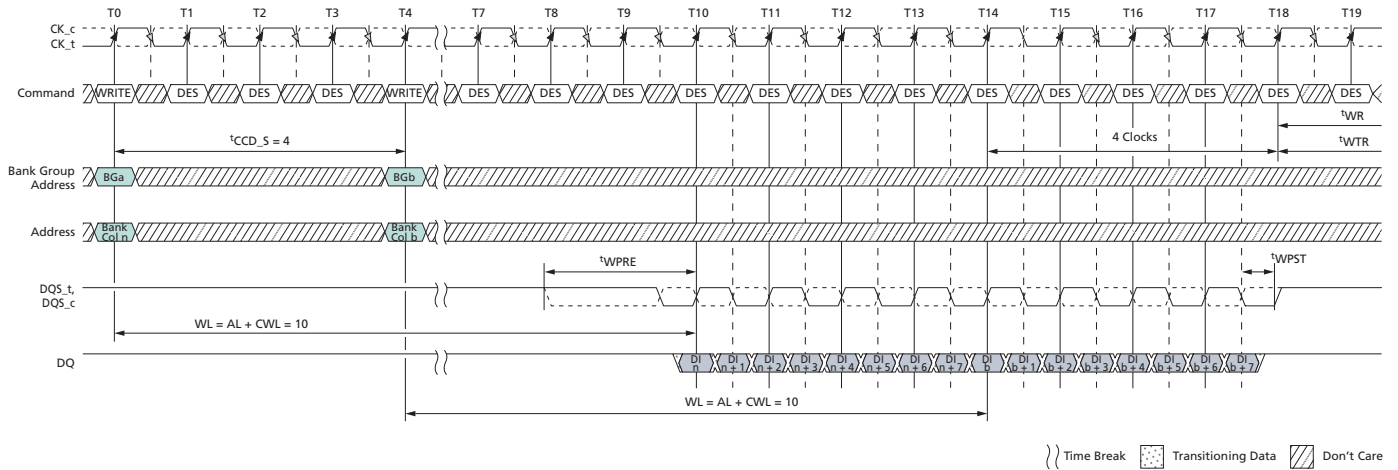 T0 T1 T2 T3 T4 T7 T8 T9 T10 T11 T12 T13 T14 T15 T16 T17 T18 T19
CK_c
CK_t
Command WRITE DES DES DES WRITE DES DES DES DES DES DES DES DES DES DES DES DES DES
tWR
tCCD_S = 4 4 Clocks tWTR
Bank Group
Address BGa BGb
Address Bank Col n Bank Col b
tWPRE tWPST
DQS_t,
DQS_c
WL = AL + CWL = 10
DQ DI n DI n + 1 DI n + 2 DI n + 3 DI n + 4 DI n + 5 DI n + 6 DI n + 7 DI b DI b + 1 DI b + 2 DI b + 3 DI b + 4 DI b + 5 DI b + 6 DI b + 7
WL = AL + CWL = 10
Time Break Transitioning Data Don't Care